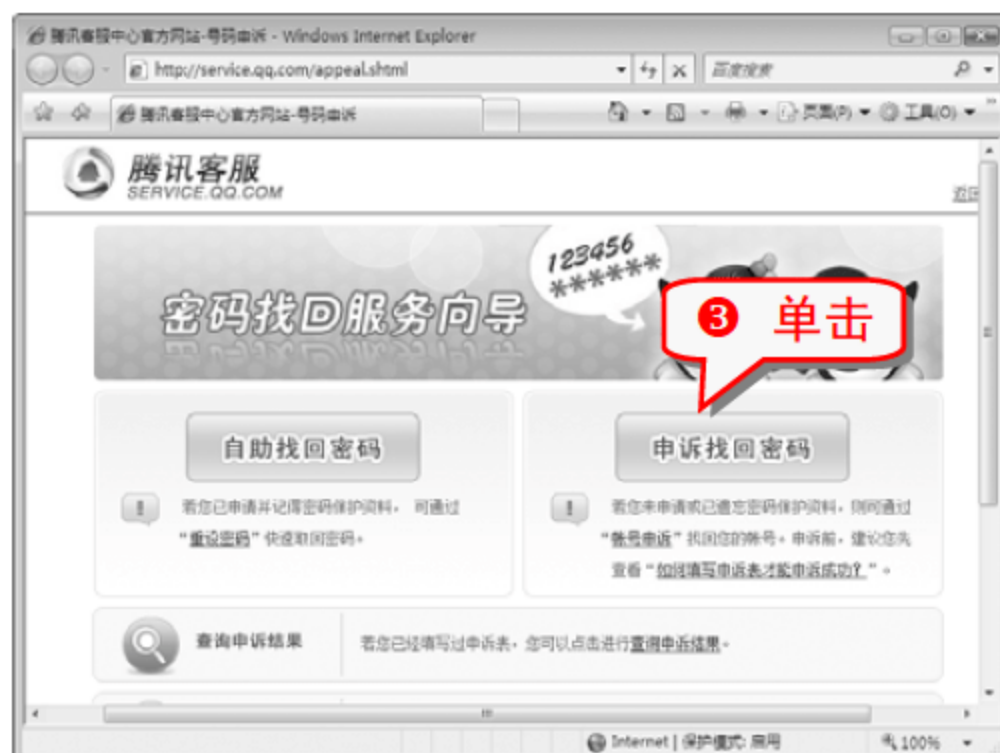 腾讯客服中心官方网站-号码申诉 - Windows Internet Explorer
http://service.qq.com/appeal.shtml
百度搜索
腾讯客服中心官方网站-号码申诉
页面(P)
工具(O)
腾讯客服
SERVICE.QQ.COM
返回
密码找回服务向导
123456
******
3 单击
自助找回密码
申诉找回密码
若您已申请并记得密码保护资料， 可通过
“重设密码”快速取回密码。
若您未申请或已遗忘密码保护资料，则可通过
“帐号申诉”找回您的帐号。申诉前，建议您先
查看“如何填写申诉表才能申诉成功？”。
查询申诉结果
若您已经填写过申诉表，您可以点击进行查询申诉结果。
Internet | 保护模式: 启用
100%